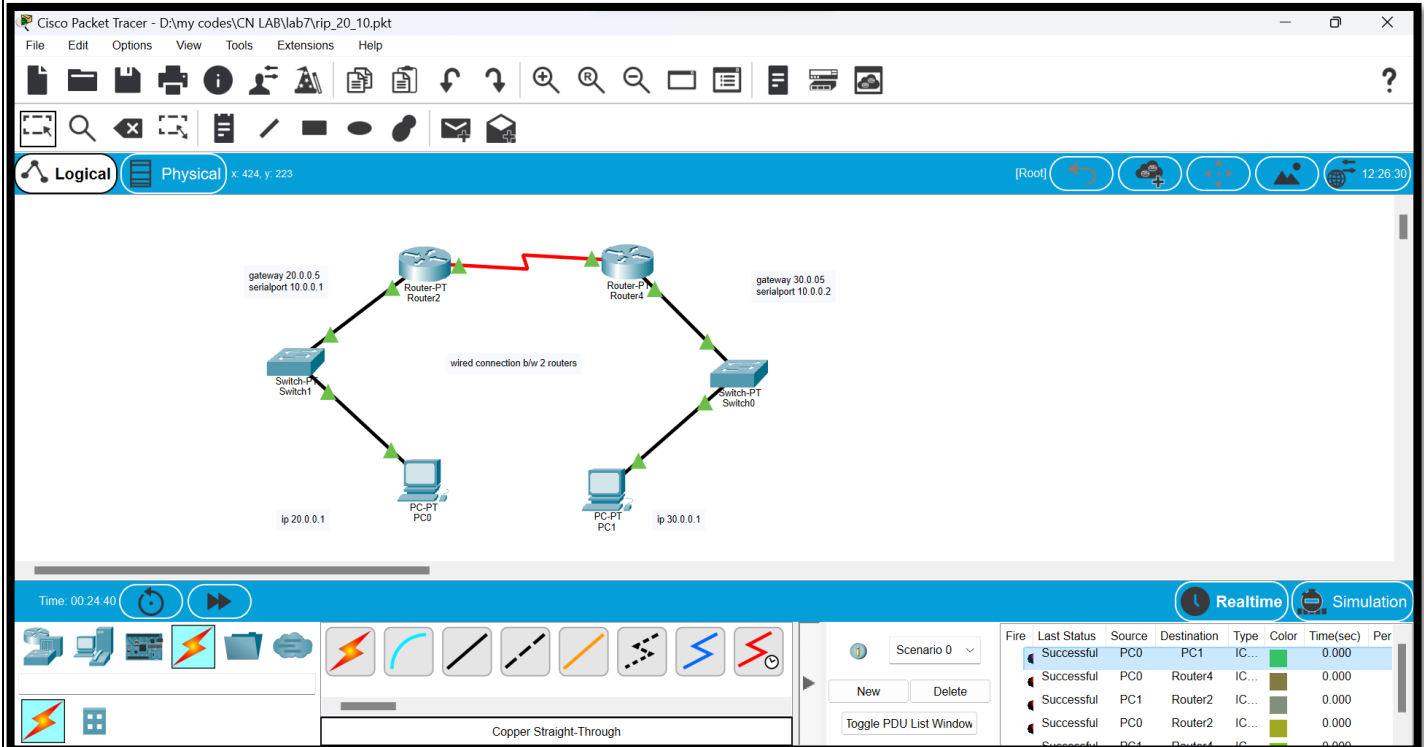 Cisco Packet Tracer - D:\my codes\CN LAB\lab7\rip_20_10.pkt
File Edit Options View Tools Extensions Help
?
Logical Physical x: 424, y: 223 [Root] 12:26:30
gateway 20.0.0.5
serialport 10.0.0.1
Router-PT
Router2
Router-PT
Router4
gateway 30.0.05
serialport 10.0.0.2
wired connection b/w 2 routers
Switch-PT
Switch1
Switch-PT
Switch0
ip 20.0.0.1
PC-PT
PC0
PC-PT
PC1
ip 30.0.0.1
Time: 00:24:40 Realtime Simulation
Scenario 0
New Delete
Toggle PDU List Window
Copper Straight-Through
Fire Last Status Source Destination Type Color Time(sec) Per
Successful PC0 PC1 IC... 0.000
Successful PC0 Router4 IC... 0.000
Successful PC1 Router2 IC... 0.000
Successful PC0 Router2 IC... 0.000
Successful PC1 Router4 IC... 0.000